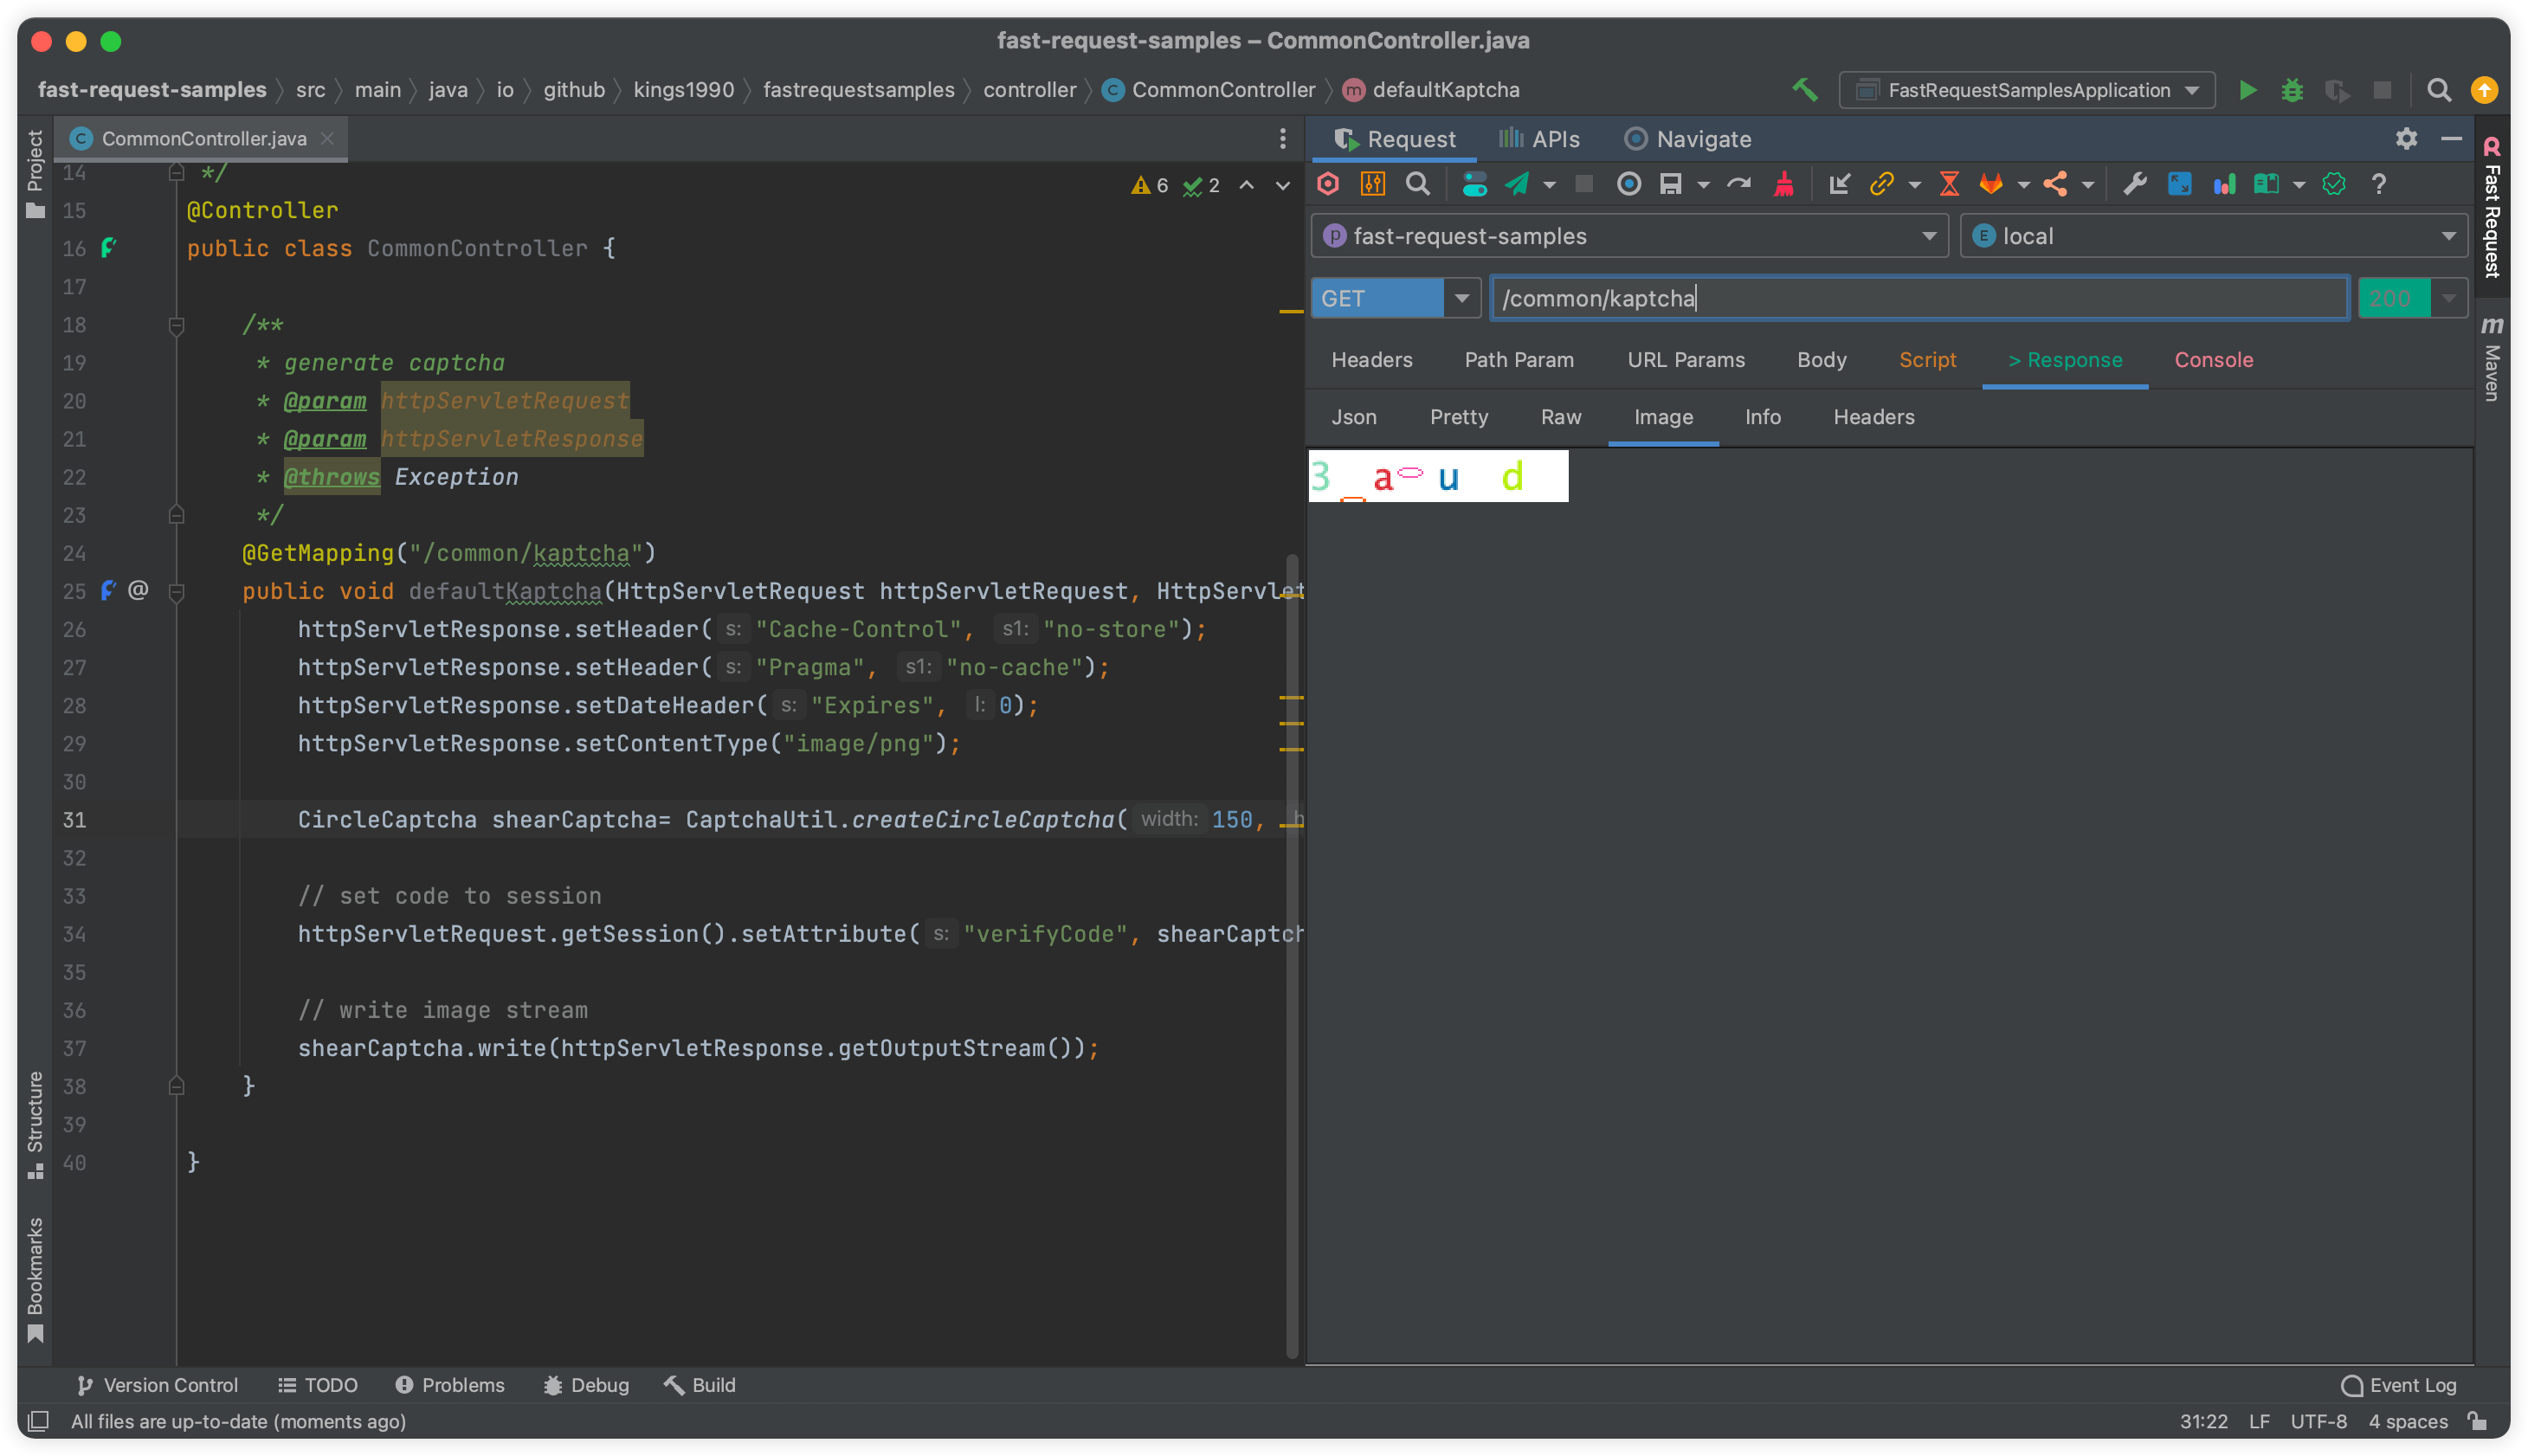 fast-request-samples – CommonController.java
fast-request-samples src main java io github kings1990 fastrequestsamples controller CommonController defaultKaptcha FastRequestSamplesApplication
Project
CommonController.java
6 2
14 */
15 @Controller
16 public class CommonController {
17
18 /**
19 * generate captcha
20 * @param httpServletRequest
21 * @param httpServletResponse
22 * @throws Exception
23 */
24 @GetMapping("/common/kaptcha")
25 @ public void defaultKaptcha(HttpServletRequest httpServletRequest, HttpServlet
26 httpServletResponse.setHeader( s: "Cache-Control", s1: "no-store");
27 httpServletResponse.setHeader( s: "Pragma", s1: "no-cache");
28 httpServletResponse.setDateHeader( s: "Expires", l: 0);
29 httpServletResponse.setContentType("image/png");
30
31 CircleCaptcha shearCaptcha= CaptchaUtil.createCircleCaptcha( width: 150, h
32
33 // set code to session
34 httpServletRequest.getSession().setAttribute( s: "verifyCode", shearCaptch
35
36 // write image stream
37 shearCaptcha.write(httpServletResponse.getOutputStream());
38 }
39
40 }
Structure
Bookmarks
Request APIs Navigate
fast-request-samples local
GET /common/kaptcha 200
Headers Path Param URL Params Body Script > Response Console
Json Pretty Raw Image Info Headers
3 a u d
Fast Request
Maven
Version Control TODO Problems Debug Build Event Log
All files are up-to-date (moments ago) 31:22 LF UTF-8 4 spaces